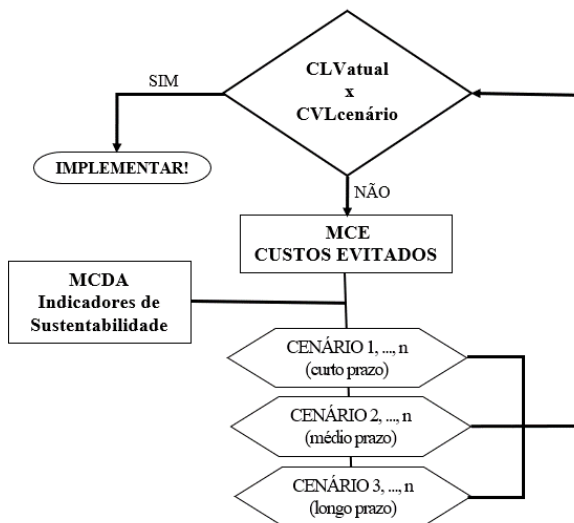 CLVatual
x
CVLcenário
SIM
IMPLEMENTAR!
NÃO
MCE
CUSTOS EVITADOS
MCDA
Indicadores de
Sustentabilidade
CENÁRIO 1, ..., n
(curto prazo)
CENÁRIO 2, ..., n
(médio prazo)
CENÁRIO 3, ..., n
(longo prazo)